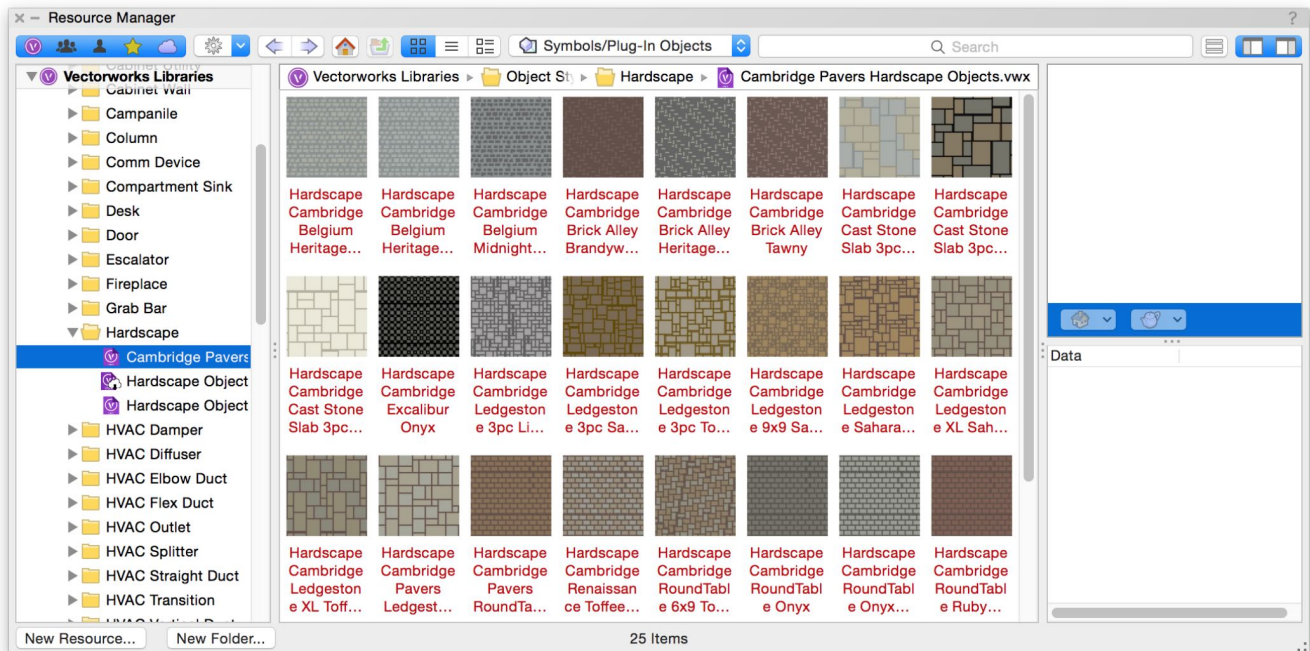 Resource Manager
?
Symbols/Plug-In Objects
Search
Vectorworks Libraries
Cabinet Utility
Cabinet Wall
Campanile
Column
Comm Device
Compartment Sink
Desk
Door
Escalator
Fireplace
Grab Bar
Hardscape
Cambridge Pavers
Hardscape Object
Hardscape Object
HVAC Damper
HVAC Diffuser
HVAC Elbow Duct
HVAC Flex Duct
HVAC Outlet
HVAC Splitter
HVAC Straight Duct
HVAC Transition
HVAC Vertical Duct
Vectorworks Libraries Object St Hardscape Cambridge Pavers Hardscape Objects.vwx
Hardscape Hardscape Hardscape Hardscape Hardscape Hardscape Hardscape Hardscape
Cambridge Cambridge Cambridge Cambridge Cambridge Cambridge Cambridge Cambridge
Belgium Belgium Belgium Brick Alley Brick Alley Brick Alley Cast Stone Cast Stone
Heritage... Heritage... Midnight... Brandyw... Heritage... Tawny Slab 3pc... Slab 3pc...
Hardscape Hardscape Hardscape Hardscape Hardscape Hardscape Hardscape Hardscape
Cambridge Cambridge Cambridge Cambridge Cambridge Cambridge Cambridge Cambridge
Cast Stone Excalibur Ledgeston Ledgeston Ledgeston Ledgeston Ledgeston Ledgeston
Slab 3pc... Onyx e 3pc Li... e 3pc Sa... e 3pc To... e 9x9 Sa... e Sahara... e XL Sah...
Hardscape Hardscape Hardscape Hardscape Hardscape Hardscape Hardscape Hardscape
Cambridge Cambridge Cambridge Cambridge Cambridge Cambridge Cambridge Cambridge
Ledgeston Pavers Pavers Renaissan RoundTabl RoundTabl RoundTabl RoundTabl
e XL Toff... Ledgest... RoundTa... ce Toffee... e 6x9 To... e Onyx e Onyx... e Ruby...
Data
New Resource... New Folder... 25 Items